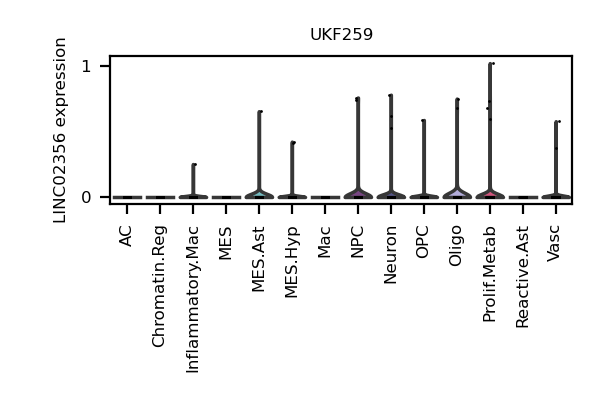 UKF259
LINC02356 expression
1
0
AC
Chromatin.Reg
Inflammatory.Mac
MES
MES.Ast
MES.Hyp
Mac
NPC
Neuron
OPC
Oligo
Prolif.Metab
Reactive.Ast
Vasc